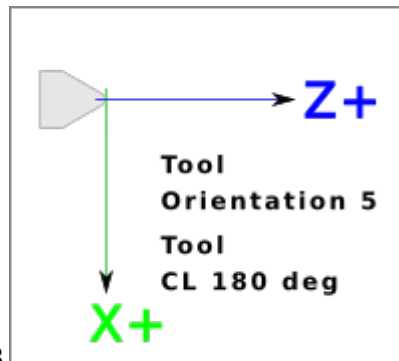 Z+
Tool
Orientation 5
Tool
CL 180 deg
X+